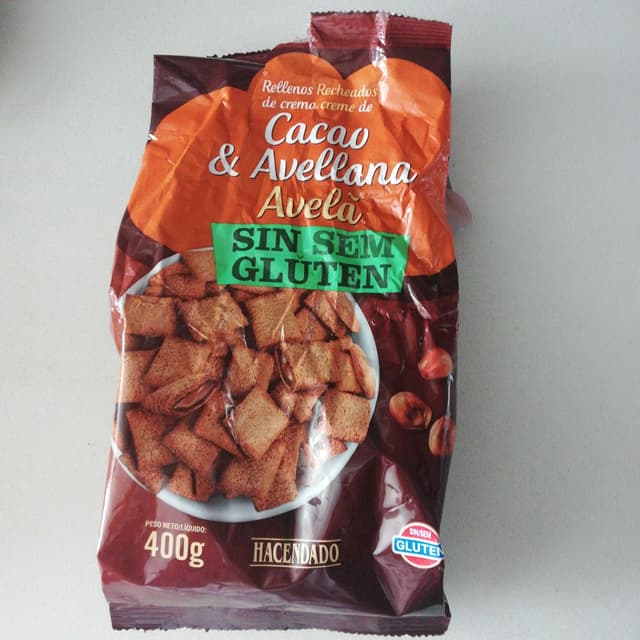 Rellenos Recheados
de crema creme de
Cacao
& Avellana
Avelã
SIN SEM
GLUTEN
PESO NETO/LÍQUIDO:
400g
HACENDADO
SIN/SEM
GLUTEN